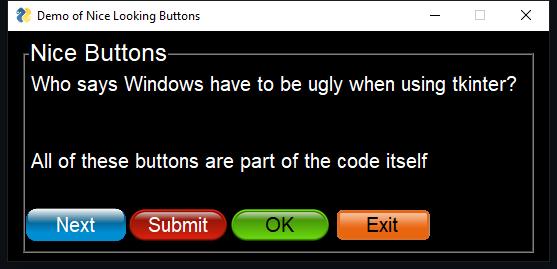 Demo of Nice Looking Buttons
Nice Buttons
Who says Windows have to be ugly when using tkinter?
All of these buttons are part of the code itself
Next Submit OK Exit